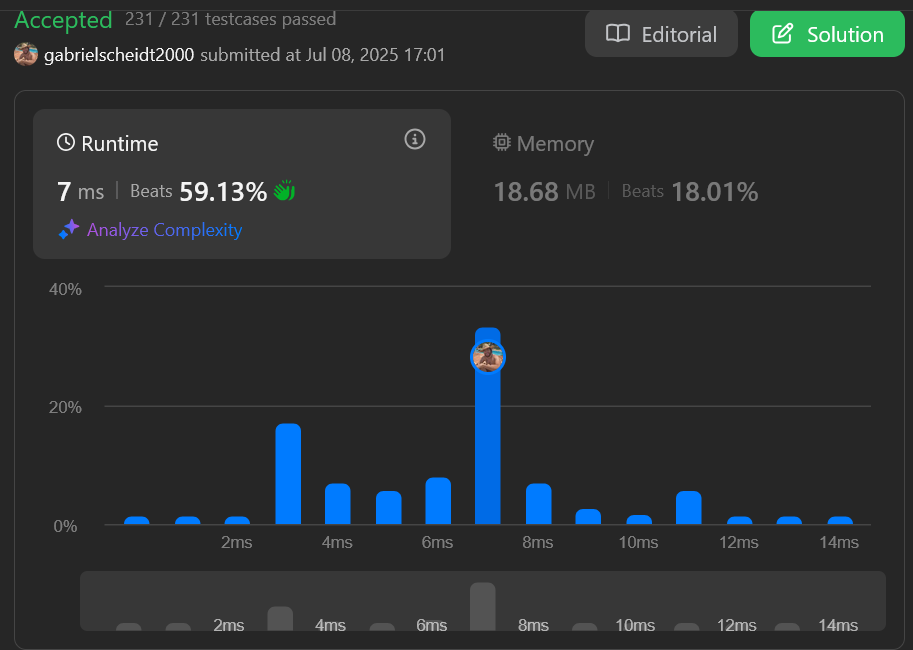 Accepted 231 / 231 testcases passed
Editorial
Solution
gabrielscheidt2000 submitted at Jul 08, 2025 17:01
Runtime
Memory
7 ms | Beats 59.13%
18.68 MB | Beats 18.01%
Analyze Complexity
40%
20%
0%
2ms 4ms 6ms 8ms 10ms 12ms 14ms
2ms 4ms 6ms 8ms 10ms 12ms 14ms